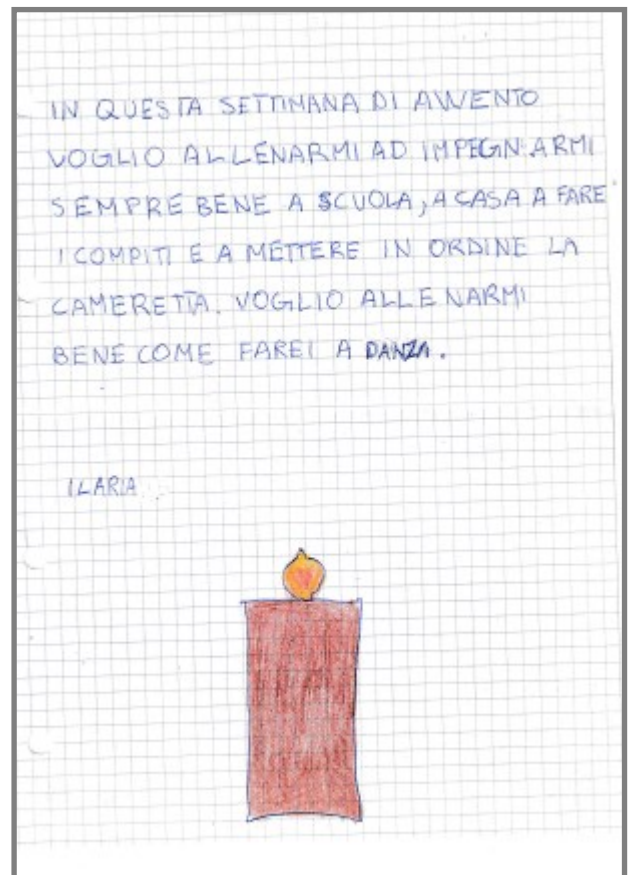 IN QUESTA SETTIMANA DI AVVENTO
VOGLIO ALLENARMI AD IMPEGNARMI
SEMPRE BENE A SCUOLA, A CASA A FARE
I COMPITI E A METTERE IN ORDINE LA
CAMERETTA. VOGLIO ALLENARMI
BENE COME FAREI A DANZA.
ILARIA